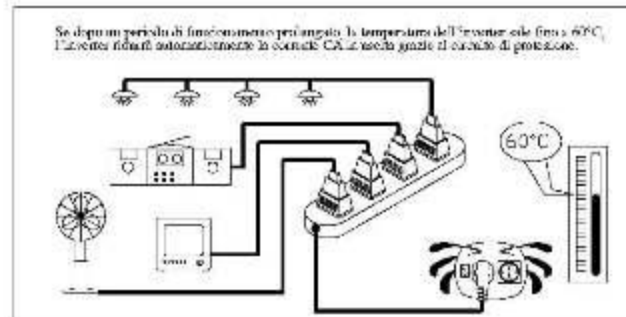 Se dopo un periodo di funzionamento prolungato la temperatura dell'inverter sale fino a 60°C,
l'inverter ridurrà automaticamente la corrente CA in uscita grazie al circuito di protezione.
60°C